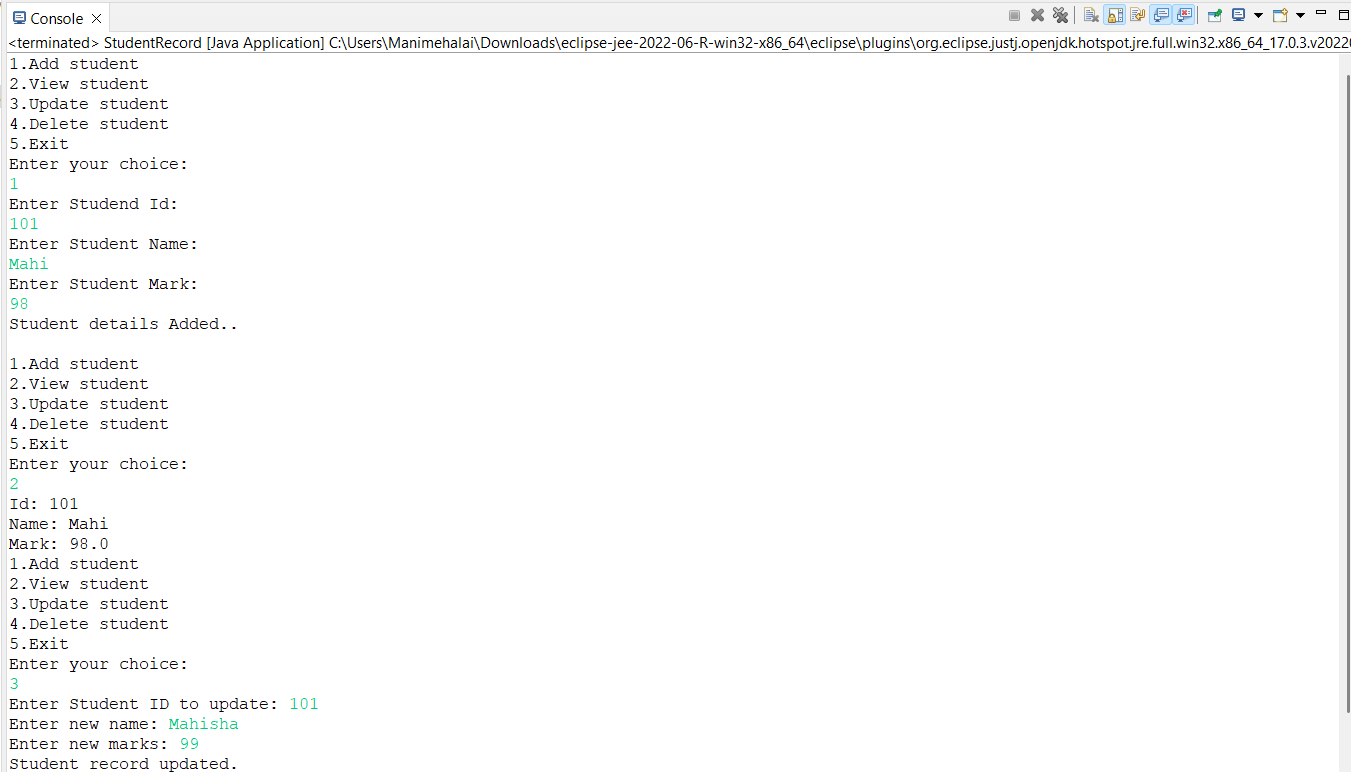 Console
<terminated> StudentRecord [Java Application] C:\Users\Manimehalai\Downloads\eclipse-jee-2022-06-R-win32-x86_64\eclipse\plugins\org.eclipse.justj.openjdk.hotspot.jre.full.win32.x86_64_17.0.3.v2022
1.Add student
2.View student
3.Update student
4.Delete student
5.Exit
Enter your choice:
1
Enter Studend Id:
101
Enter Student Name:
Mahi
Enter Student Mark:
98
Student details Added..
1.Add student
2.View student
3.Update student
4.Delete student
5.Exit
Enter your choice:
2
Id: 101
Name: Mahi
Mark: 98.0
1.Add student
2.View student
3.Update student
4.Delete student
5.Exit
Enter your choice:
3
Enter Student ID to update: 101
Enter new name: Mahisha
Enter new marks: 99
Student record updated.